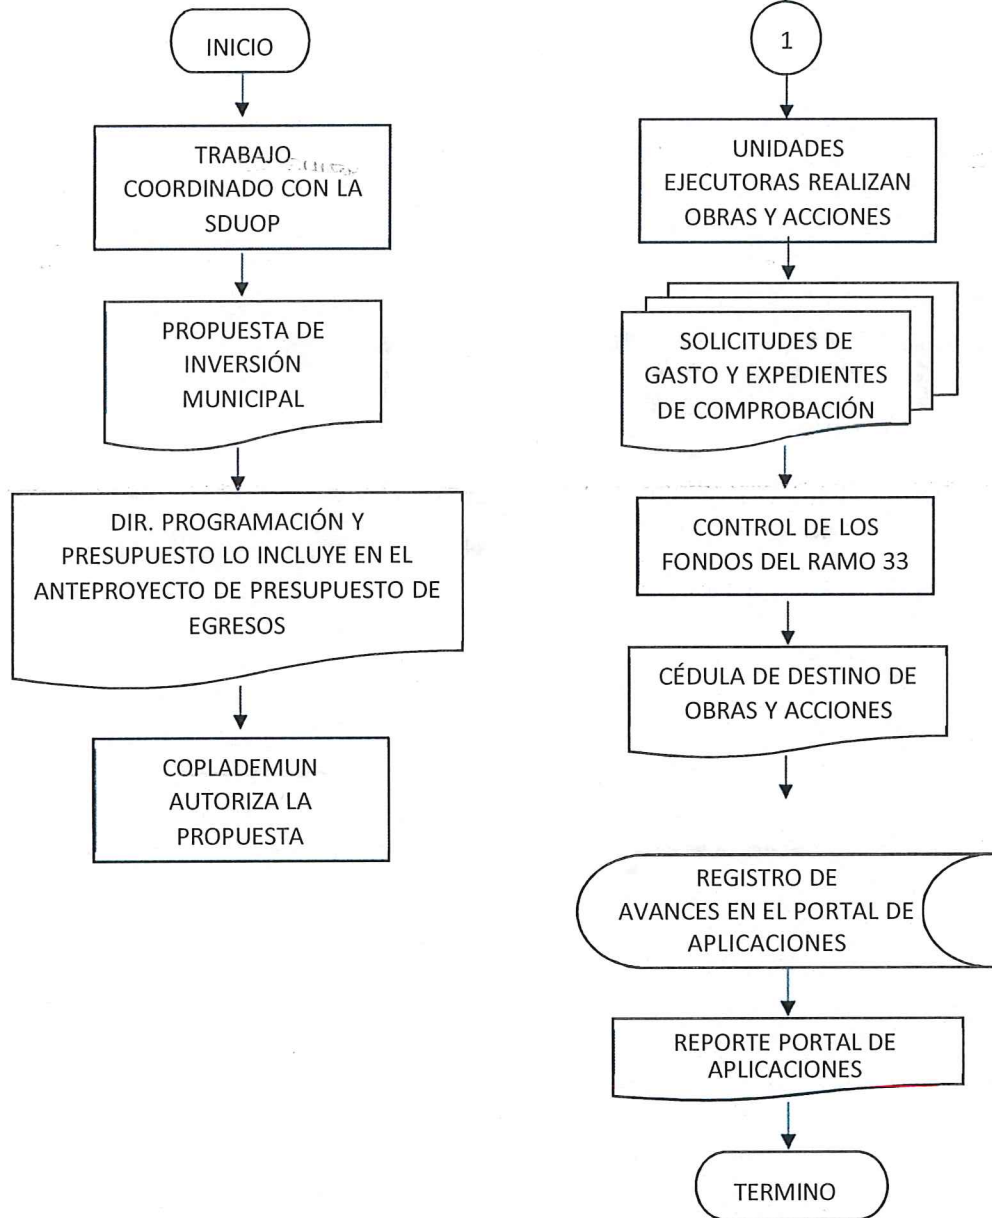 INICIO
TRABAJO
COORDINADO CON LA
SDUOP
PROPUESTA DE
INVERSIÓN
MUNICIPAL
DIR. PROGRAMACIÓN Y
PRESUPUESTO LO INCLUYE EN EL
ANTEPROYECTO DE PRESUPUESTO DE
EGRESOS
COPLADEMUN
AUTORIZA LA
PROPUESTA
1
UNIDADES
EJECUTORAS REALIZAN
OBRAS Y ACCIONES
SOLICITUDES DE
GASTO Y EXPEDIENTES
DE COMPROBACIÓN
CONTROL DE LOS
FONDOS DEL RAMO 33
CÉDULA DE DESTINO DE
OBRAS Y ACCIONES
REGISTRO DE
AVANCES EN EL PORTAL DE
APLICACIONES
REPORTE PORTAL DE
APLICACIONES
TERMINO